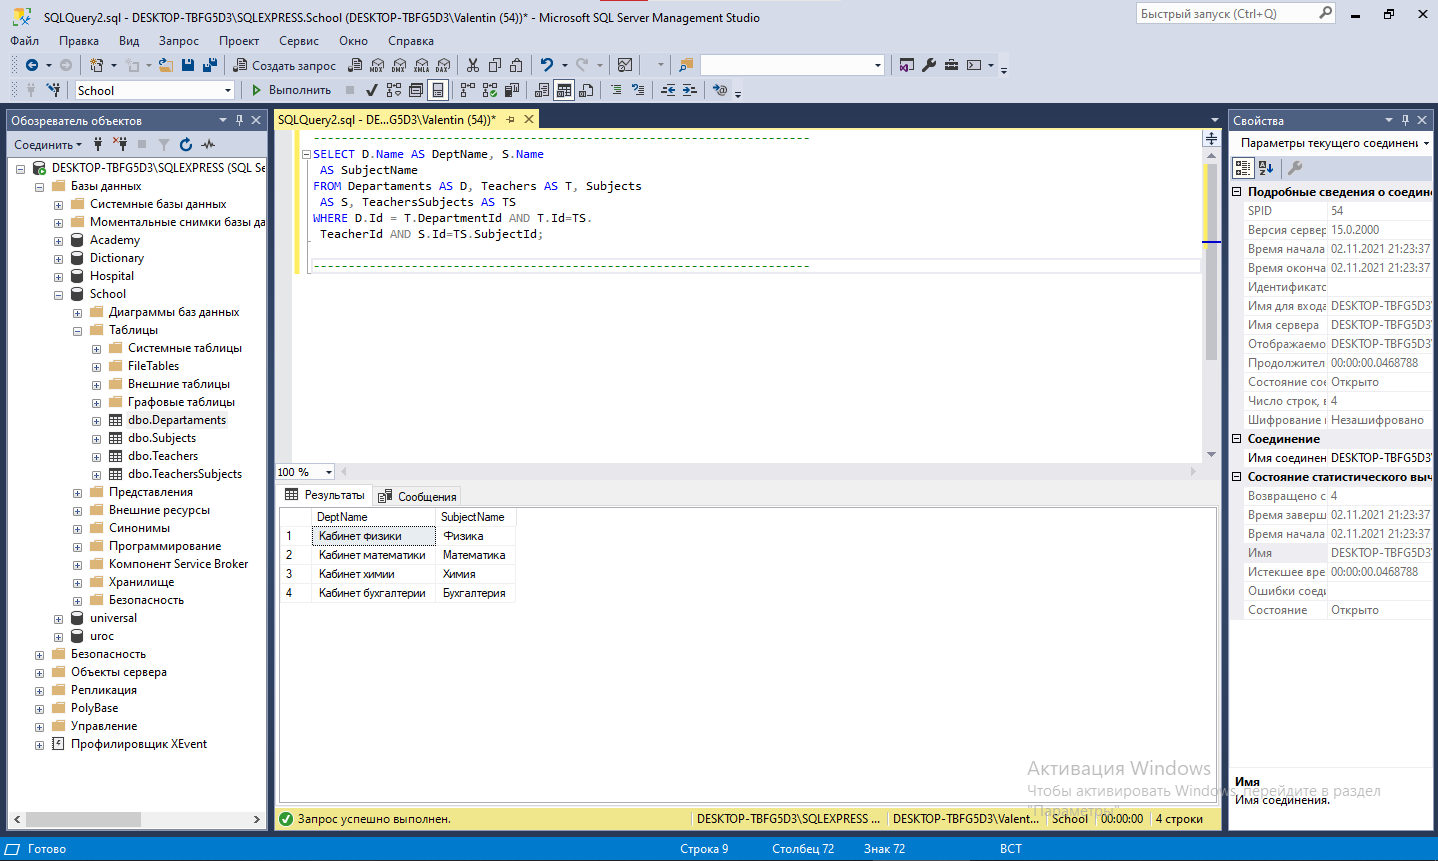 SQLQuery2.sql - DESKTOP-TBFG5D3\SQLEXPRESS.School (DESKTOP-TBFG5D3\Valentin (54))* - Microsoft SQL Server Management Studio
Быстрый запуск (Ctrl+Q)
Файл Правка Вид Запрос Проект Сервис Окно Справка
Создать запрос MDX DMX XMLA DAX
School Выполнить
Обозреватель объектов
Соединить
DESKTOP-TBFG5D3\SQLEXPRESS (SQL Se
Базы данных
Системные базы данных
Моментальные снимки базы да
Academy
Dictionary
Hospital
School
Диаграммы баз данных
Таблицы
Системные таблицы
FileTables
Внешние таблицы
Графовые таблицы
dbo.Departaments
dbo.Subjects
dbo.Teachers
dbo.TeachersSubjects
Представления
Внешние ресурсы
Синонимы
Программирование
Компонент Service Broker
Хранилище
Безопасность
universal
uroc
Безопасность
Объекты сервера
Репликация
PolyBase
Управление
Профилировщик XEvent
SQLQuery2.sql - DE...G5D3\Valentin (54))*
SELECT D.Name AS DeptName, S.Name
AS SubjectName
FROM Departaments AS D, Teachers AS T, Subjects
AS S, TeachersSubjects AS TS
WHERE D.Id = T.DepartmentId AND T.Id=TS.
TeacherId AND S.Id=TS.SubjectId;
100 %
Результаты Сообщения
DeptName SubjectName
1 Кабинет физики Физика
2 Кабинет математики Математика
3 Кабинет химии Химия
4 Кабинет бухгалтерии Бухгалтерия
Запрос успешно выполнен. DESKTOP-TBFG5D3\SQLEXPRESS ... DESKTOP-TBFG5D3\Valent... School 00:00:00 4 строки
Свойства
Параметры текущего соединени
Подробные сведения о соедин
SPID 54
Версия сервер 15.0.2000
Время начала 02.11.2021 21:23:37
Время оконча 02.11.2021 21:23:37
Идентификатс
Имя для входа DESKTOP-TBFG5D3\
Имя сервера DESKTOP-TBFG5D3\
Отображаемо DESKTOP-TBFG5D3\
Продолжител 00:00:00.0468788
Состояние сое Открыто
Число строк, в 4
Шифрование Незашифровано
Соединение
Имя соединен DESKTOP-TBFG5D3\
Состояние статистического выч
Возвращено с 4
Время заверш 02.11.2021 21:23:37
Время начала 02.11.2021 21:23:37
Имя DESKTOP-TBFG5D3\
Истекшее вре 00:00:00.0468788
Ошибки соеди
Состояние Открыто
Имя
Имя соединения.
Активация Windows
Чтобы активировать Windows, перейдите в раздел
"Параметры".
Готово Строка 9 Столбец 72 Знак 72 ВСТ